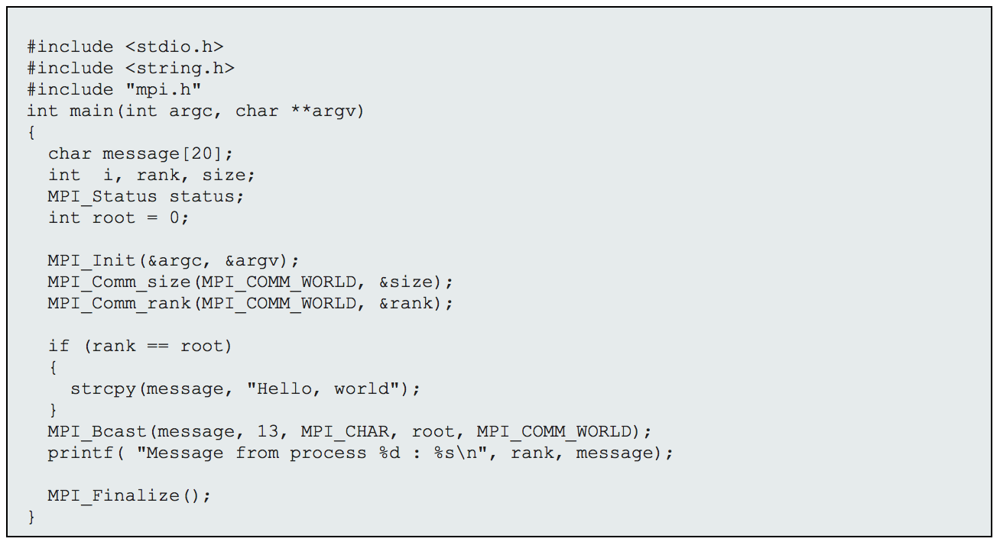 #include <stdio.h>
#include <string.h>
#include "mpi.h"
int main(int argc, char **argv)
{
  char message[20];
  int  i, rank, size;
  MPI_Status status;
  int root = 0;

  MPI_Init(&argc, &argv);
  MPI_Comm_size(MPI_COMM_WORLD, &size);
  MPI_Comm_rank(MPI_COMM_WORLD, &rank);

  if (rank == root)
  {
    strcpy(message, "Hello, world");
  }
  MPI_Bcast(message, 13, MPI_CHAR, root, MPI_COMM_WORLD);
  printf( "Message from process %d : %s\n", rank, message);

  MPI_Finalize();
}